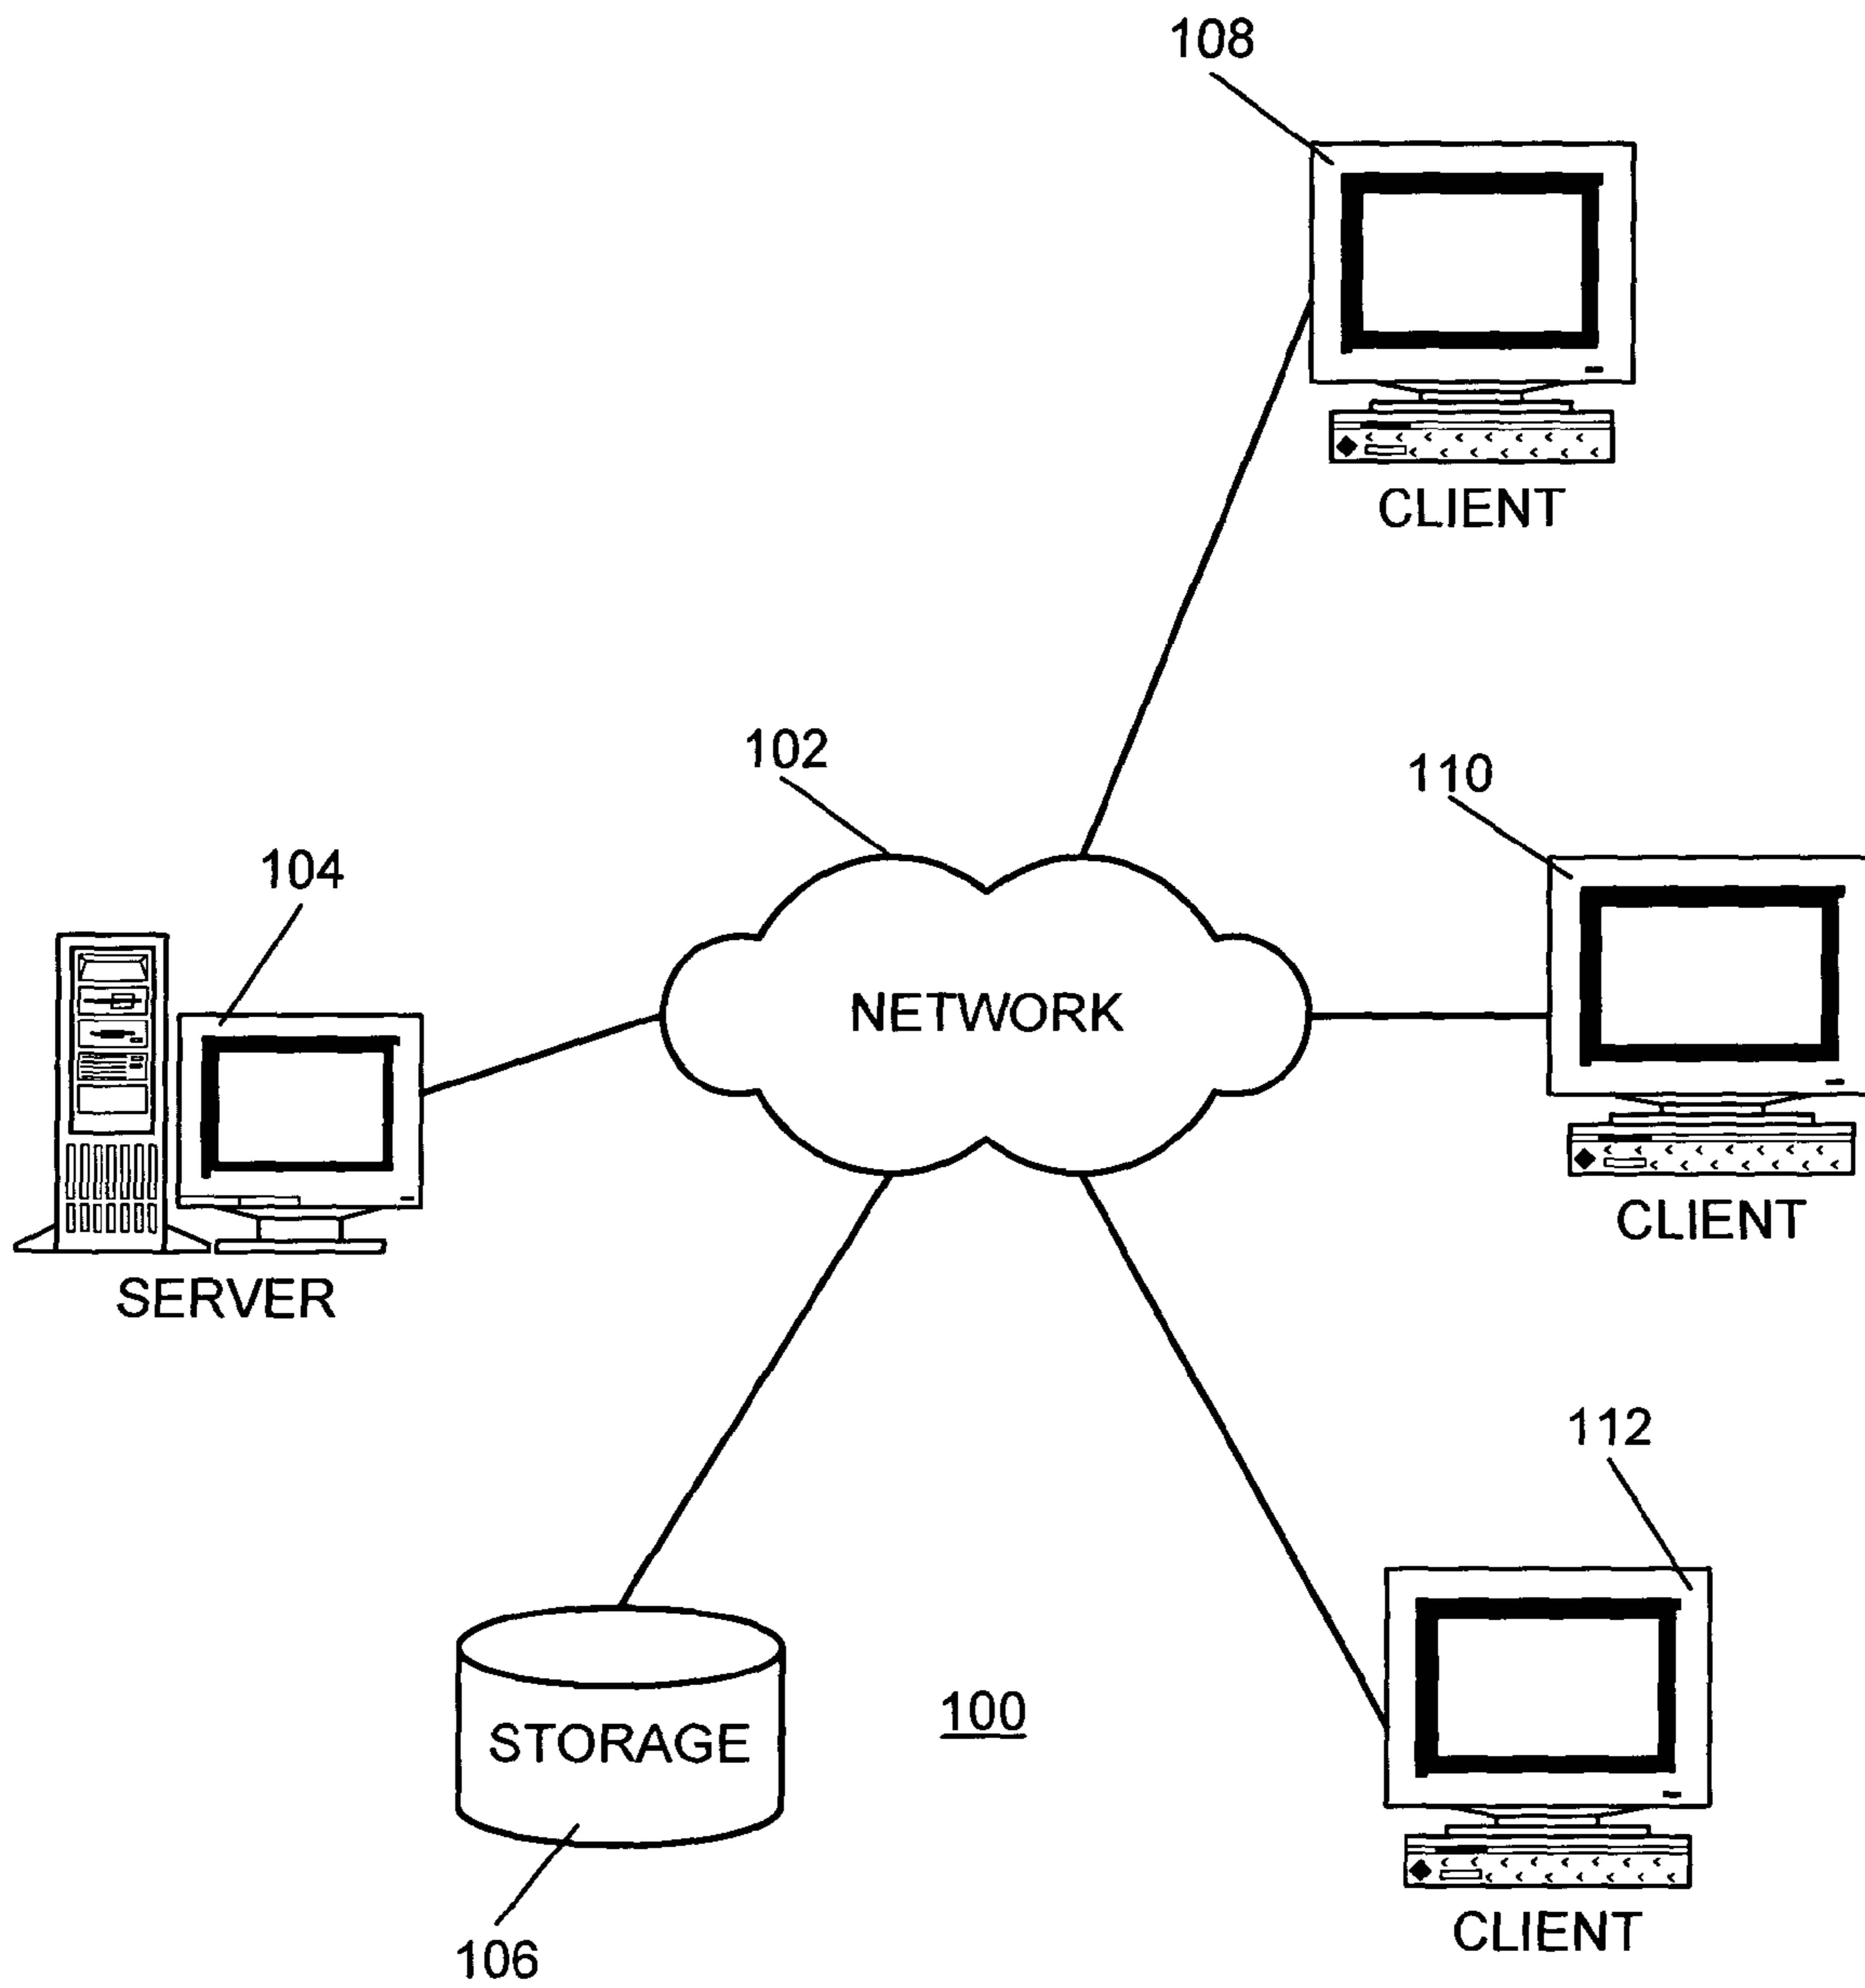 108
CLIENT
102
110
104
NETWORK
CLIENT
SERVER
112
STORAGE
100
106
CLIENT